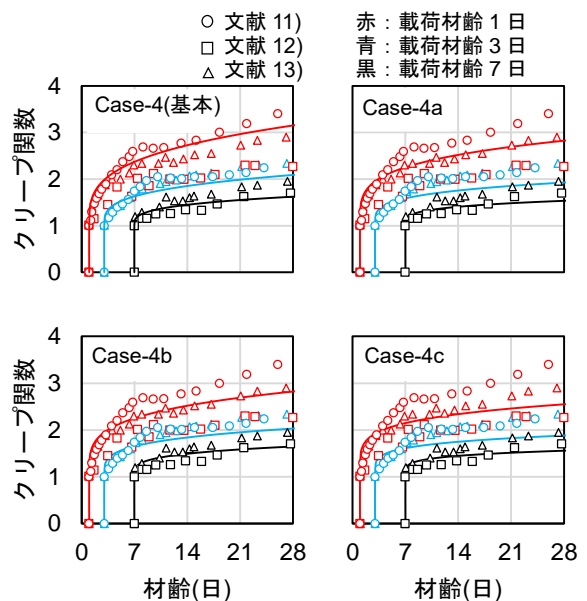 ○ 文献 11) 赤：載荷材齢 1 日
□ 文献 12) 青：載荷材齢 3 日
△ 文献 13) 黒：載荷材齢 7 日
クリープ関数
4
3
2
1
0
Case-4(基本)
Case-4a
クリープ関数
4
3
2
1
0
Case-4b
Case-4c
0 7 14 21 28
0 7 14 21 28
材齢(日)
材齢(日)